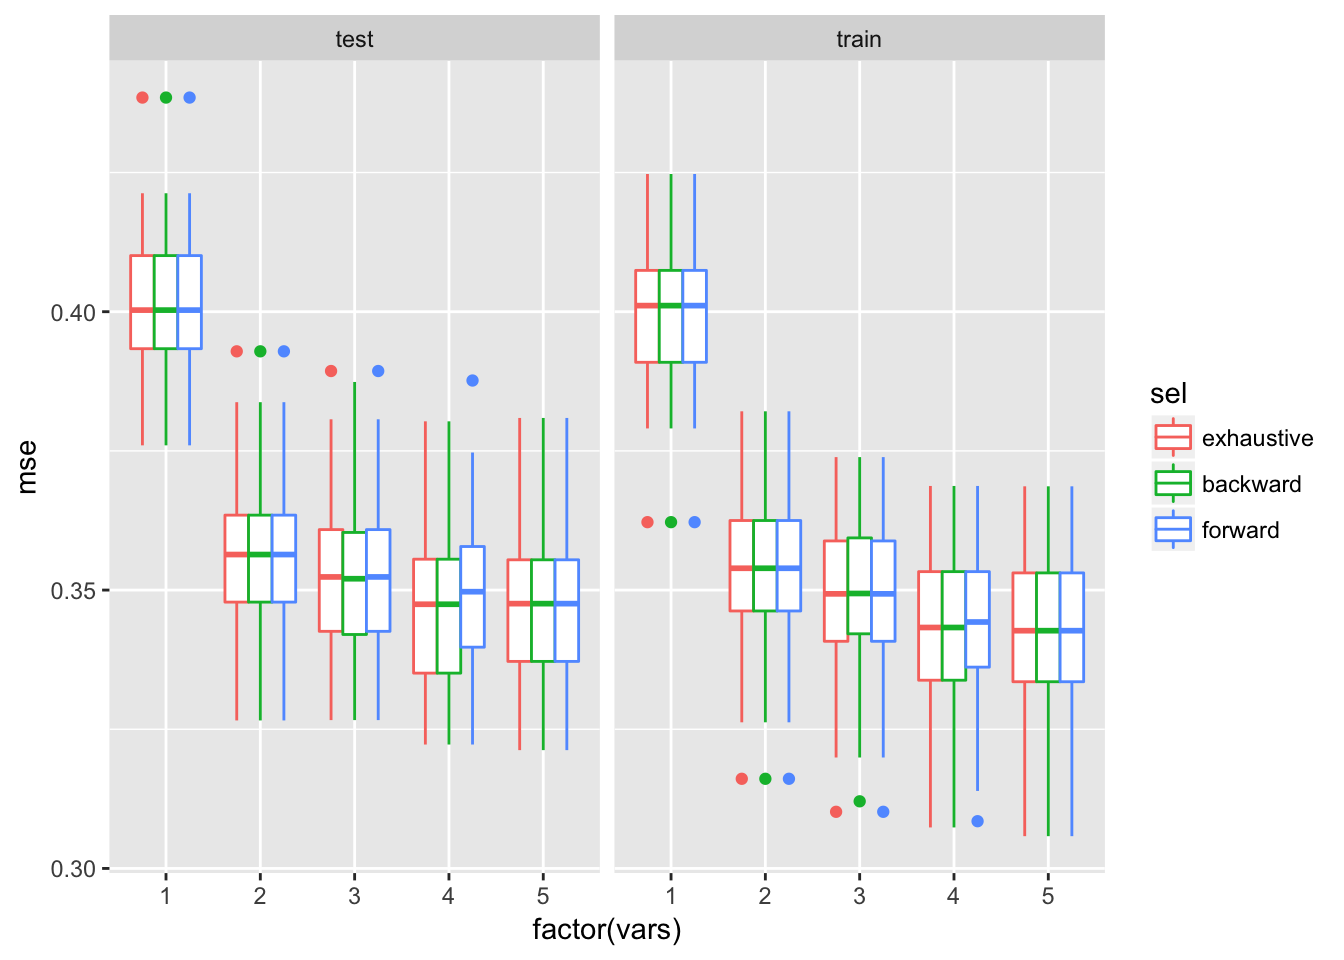 test
train
mse
0.40
0.35
0.30
1 2 3 4 5
1 2 3 4 5
factor(vars)
sel
exhaustive
backward
forward